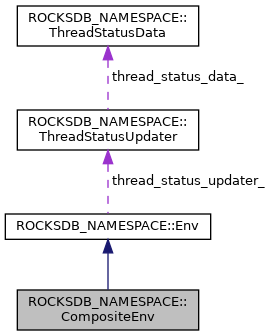 ROCKSDB_NAMESPACE::
ThreadStatusData
thread_status_data_
ROCKSDB_NAMESPACE::
ThreadStatusUpdater
thread_status_updater_
ROCKSDB_NAMESPACE::Env
ROCKSDB_NAMESPACE::
CompositeEnv